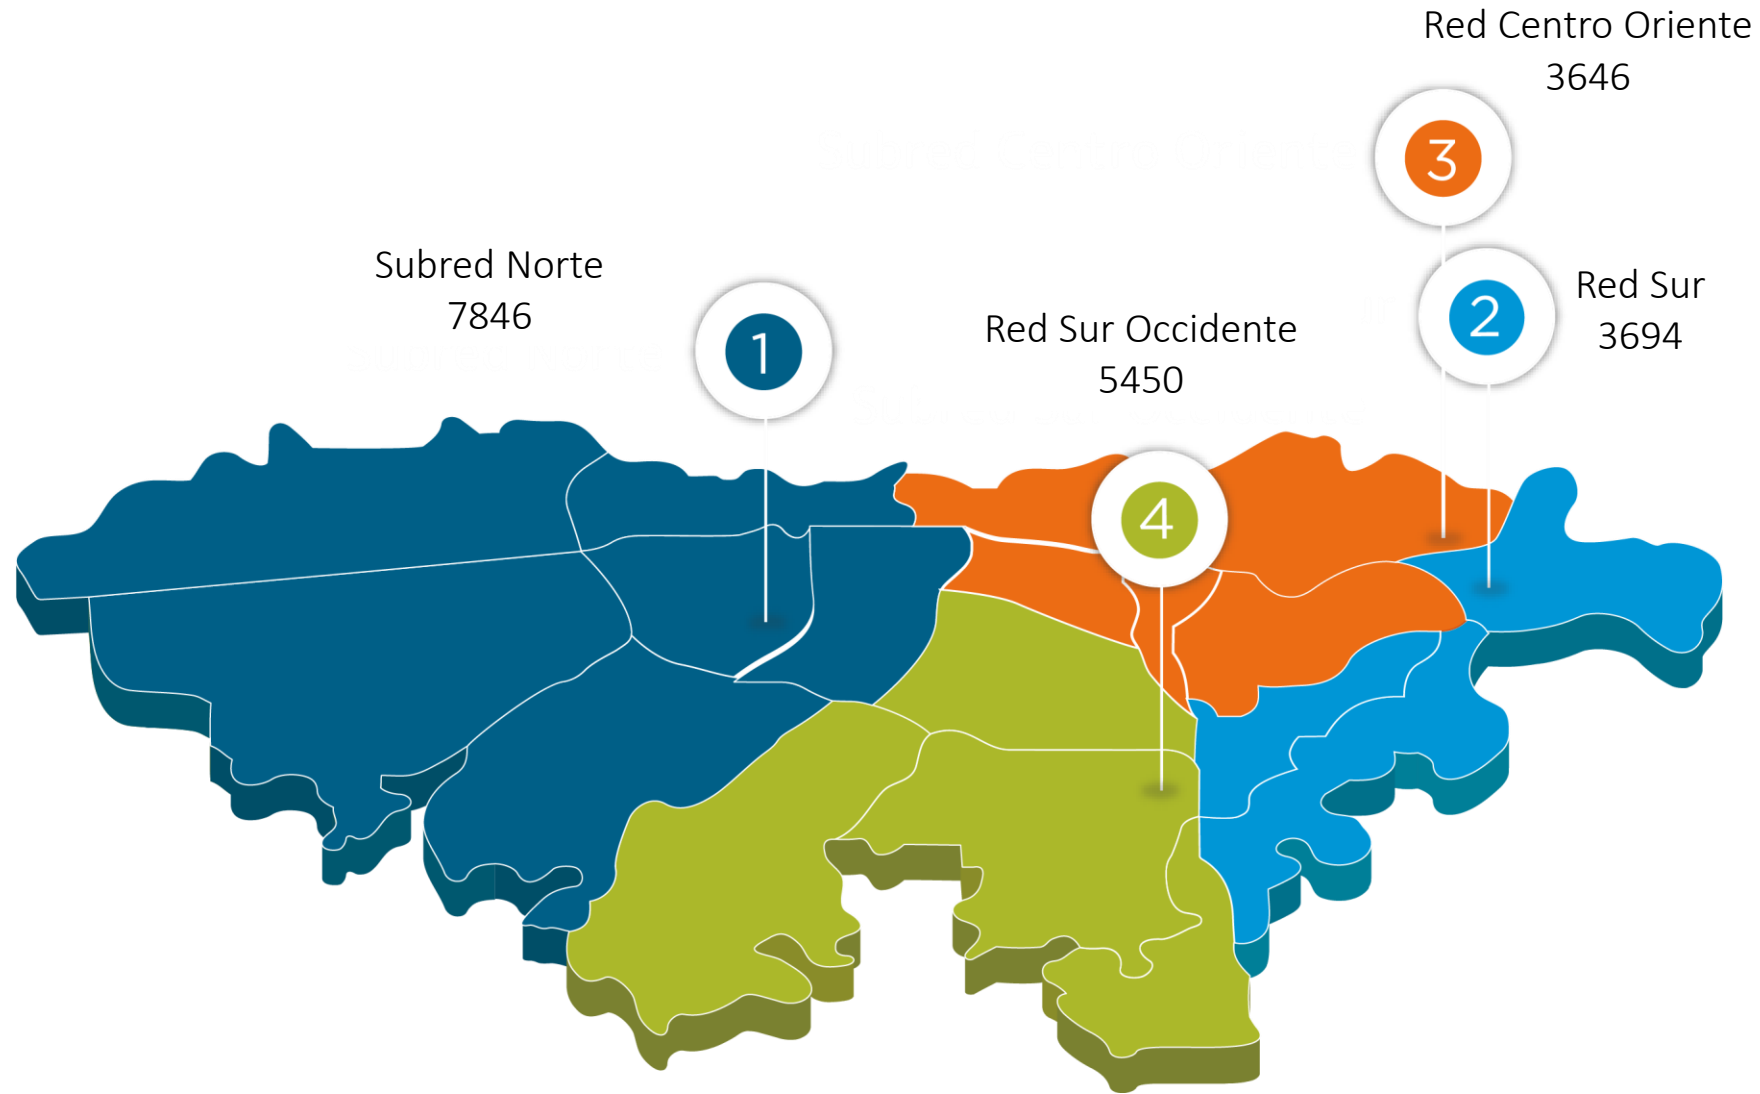 Red Centro Oriente
3646
3
Subred Norte
7846
1
Red Sur Occidente
5450
2
Red Sur
3694
4